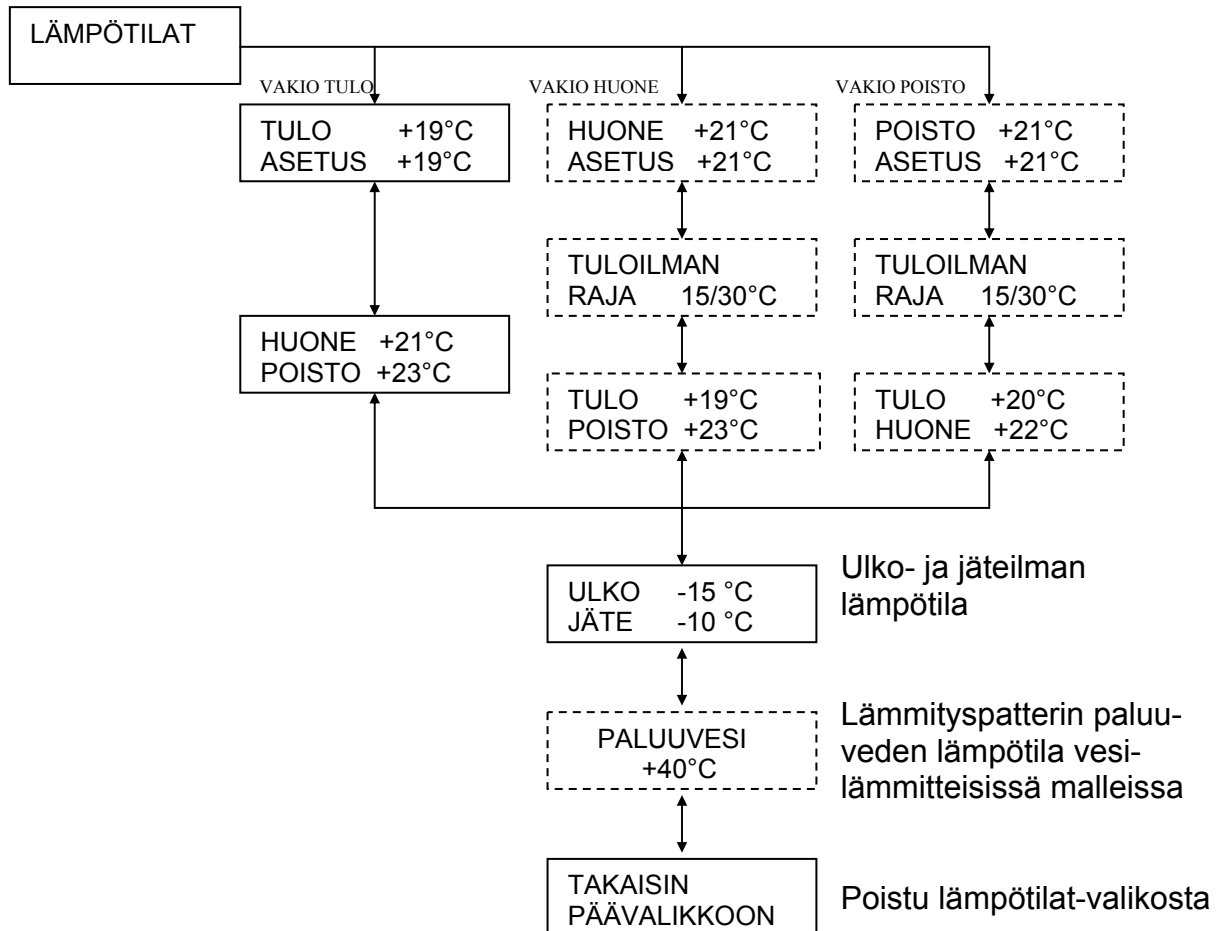 LÄMPÖTILAT
VAKIO TULO
VAKIO HUONE
VAKIO POISTO
TULO +19°C
ASETUS +19°C
HUONE +21°C
ASETUS +21°C
POISTO +21°C
ASETUS +21°C
TULOILMAN
RAJA 15/30°C
TULOILMAN
RAJA 15/30°C
HUONE +21°C
POISTO +23°C
TULO +19°C
POISTO +23°C
TULO +20°C
HUONE +22°C
ULKO -15 °C
JÄTE -10 °C
Ulko- ja jäteilman
lämpötila
PALUUVESI
+40°C
Lämmityspatterin paluu-
veden lämpötila vesi-
lämmitteisissä malleissa
TAKAISIN
PÄÄVALIKKOON
Poistu lämpötilat-valikosta